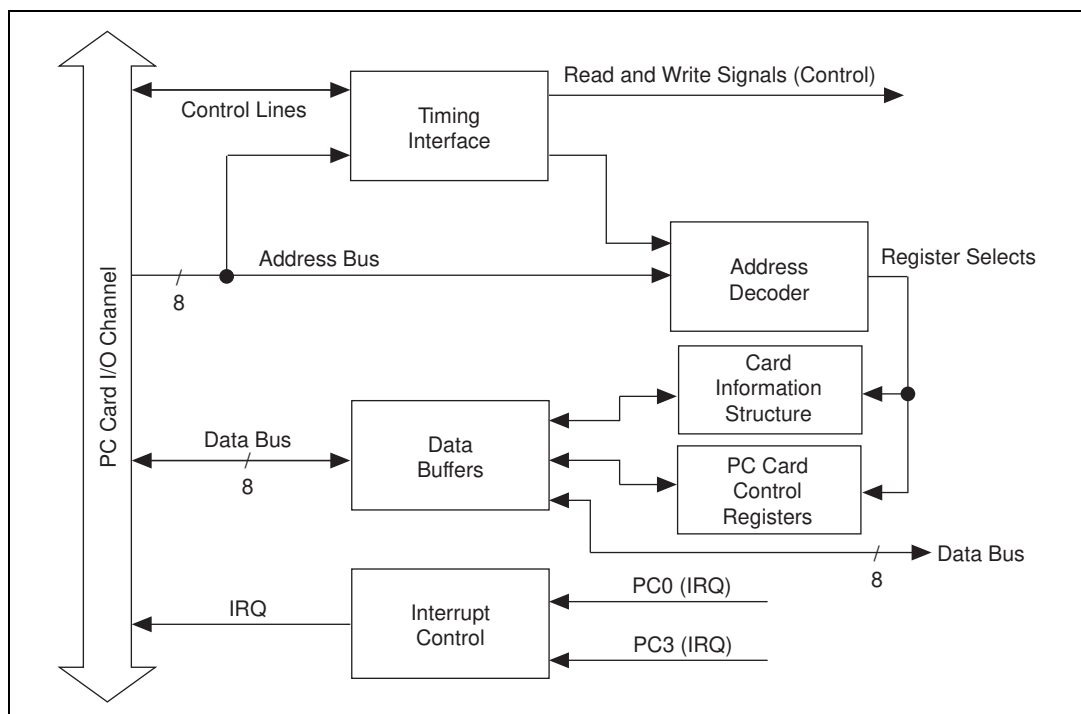 Read and Write Signals (Control)
Control Lines
Timing
Interface
PC Card I/O Channel
Address Bus
8
Address
Decoder
Register Selects
Card
Information
Structure
Data Bus
8
Data
Buffers
PC Card
Control
Registers
8
Data Bus
IRQ
Interrupt
Control
PC0 (IRQ)
PC3 (IRQ)